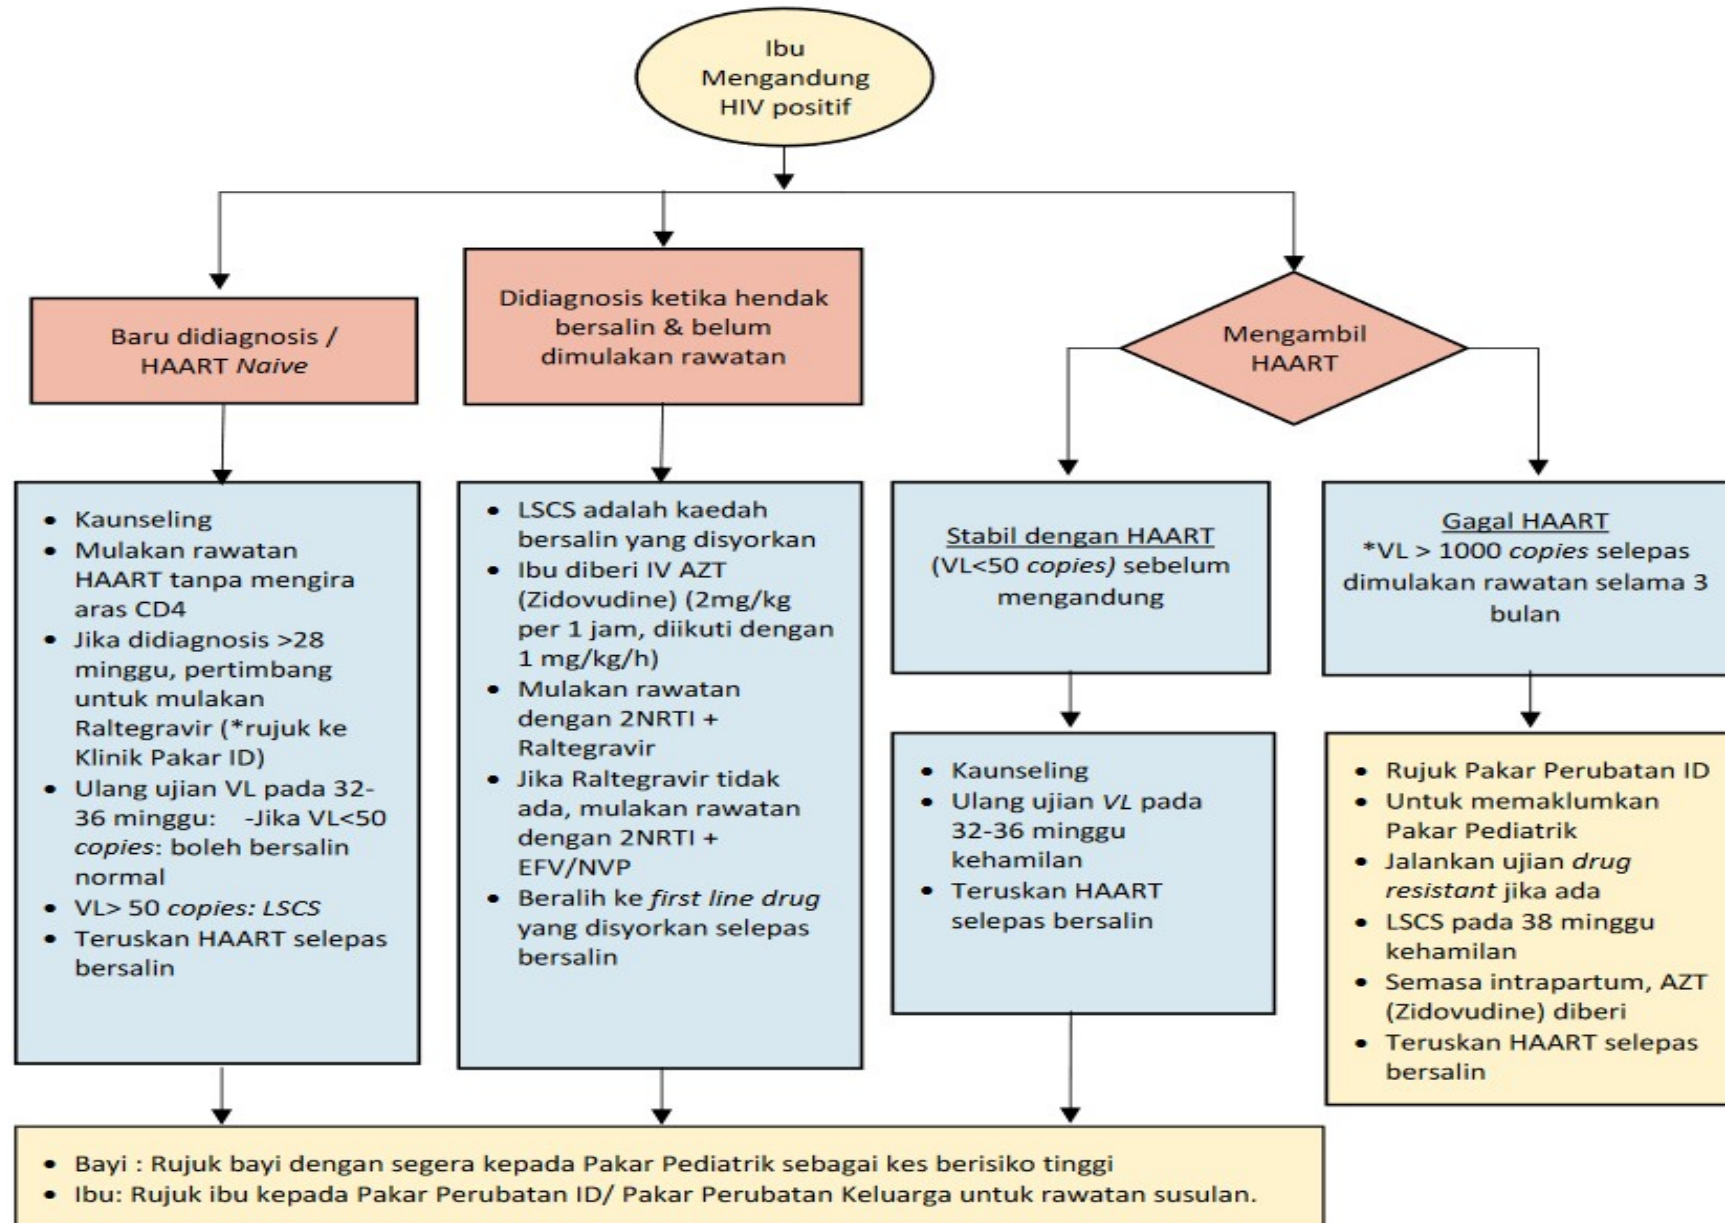 Ibu
Mengandung
HIV positif
Baru didiagnosis /
HAART Naive
Didiagnosis ketika hendak
bersalin & belum
dimulakan rawatan
Mengambil
HAART
• Kaunseling
• Mulakan rawatan
HAART tanpa mengira
aras CD4
• Jika didiagnosis >28
minggu, pertimbang
untuk mulakan
Raltegravir (*rujuk ke
Klinik Pakar ID)
• Ulang ujian VL pada 32-
36 minggu: -Jika VL<50
copies: boleh bersalin
normal
• VL> 50 copies: LSCS
• Teruskan HAART selepas
bersalin
• LSCS adalah kaedah
bersalin yang disyorkan
• Ibu diberi IV AZT
(Zidovudine) (2mg/kg
per 1 jam, diikuti dengan
1 mg/kg/h)
• Mulakan rawatan
dengan 2NRTI +
Raltegravir
• Jika Raltegravir tidak
ada, mulakan rawatan
dengan 2NRTI +
EFV/NVP
• Beralih ke first line drug
yang disyorkan selepas
bersalin
Stabil dengan HAART
(VL<50 copies) sebelum
mengandung
• Kaunseling
• Ulang ujian VL pada
32-36 minggu
kehamilan
• Teruskan HAART
selepas bersalin
Gagal HAART
*VL > 1000 copies selepas
dimulakan rawatan selama 3
bulan
• Rujuk Pakar Perubatan ID
• Untuk memaklumkan
Pakar Pediatrik
• Jalankan ujian drug
resistant jika ada
• LSCS pada 38 minggu
kehamilan
• Semasa intrapartum, AZT
(Zidovudine) diberi
• Teruskan HAART selepas
bersalin
• Bayi : Rujuk bayi dengan segera kepada Pakar Pediatrik sebagai kes berisiko tinggi
• Ibu: Rujuk ibu kepada Pakar Perubatan ID/ Pakar Perubatan Keluarga untuk rawatan susulan.